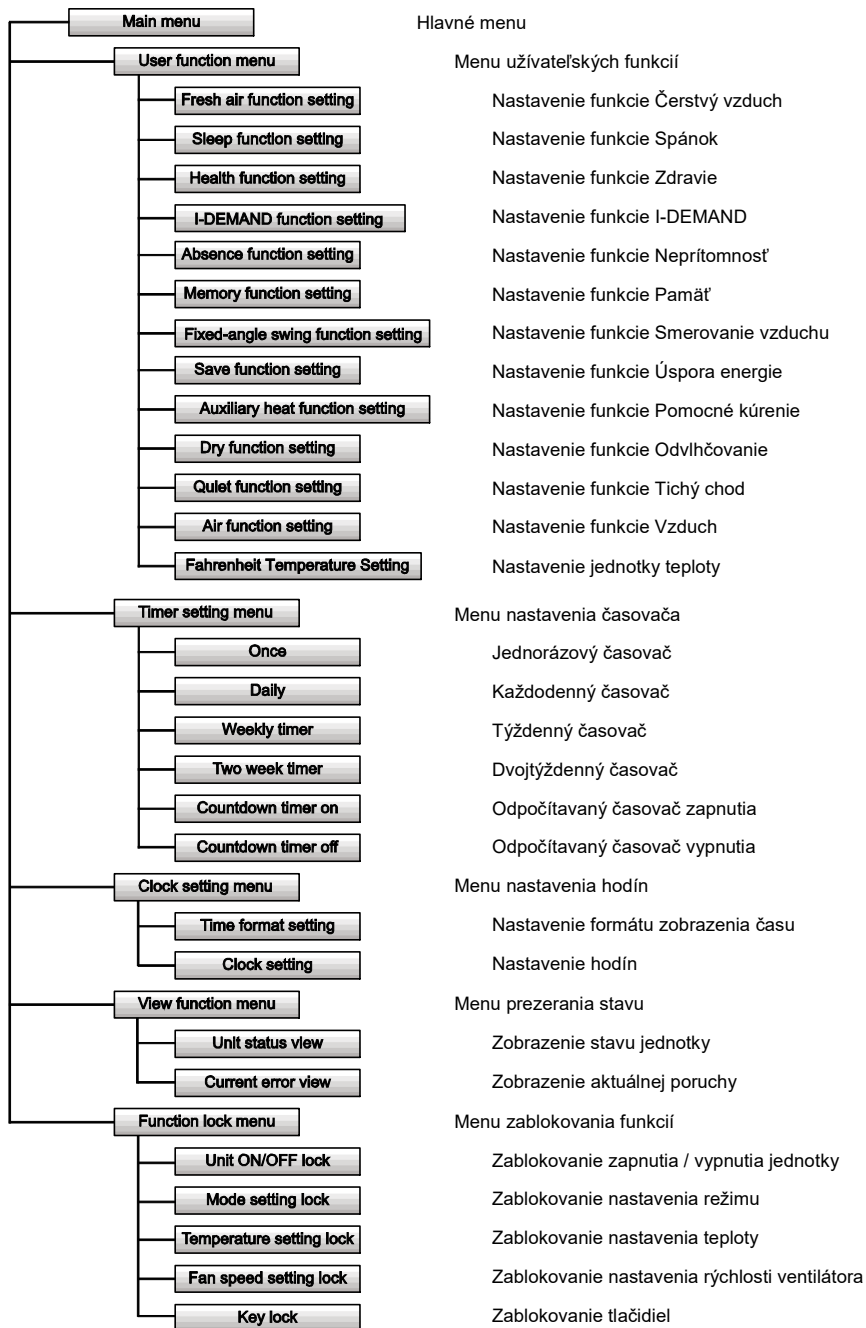 Main menu Hlavné menu
User function menu Menu užívateľských funkcií
Fresh air function setting Nastavenie funkcie Čerstvý vzduch
Sleep function setting Nastavenie funkcie Spánok
Health function setting Nastavenie funkcie Zdravie
I-DEMAND function setting Nastavenie funkcie I-DEMAND
Absence function setting Nastavenie funkcie Neprítomnosť
Memory function setting Nastavenie funkcie Pamäť
Fixed-angle swing function setting Nastavenie funkcie Smerovanie vzduchu
Save function setting Nastavenie funkcie Úspora energie
Auxiliary heat function setting Nastavenie funkcie Pomocné kúrenie
Dry function setting Nastavenie funkcie Odvlhčovanie
Quiet function setting Nastavenie funkcie Tichý chod
Air function setting Nastavenie funkcie Vzduch
Fahrenheit Temperature Setting Nastavenie jednotky teploty
Timer setting menu Menu nastavenia časovača
Once Jednorázový časovač
Daily Každodenný časovač
Weekly timer Týždenný časovač
Two week timer Dvojtýždenný časovač
Countdown timer on Odpočítavaný časovač zapnutia
Countdown timer off Odpočítavaný časovač vypnutia
Clock setting menu Menu nastavenia hodín
Time format setting Nastavenie formátu zobrazenia času
Clock setting Nastavenie hodín
View function menu Menu prezerania stavu
Unit status view Zobrazenie stavu jednotky
Current error view Zobrazenie aktuálnej poruchy
Function lock menu Menu zablokovania funkcií
Unit ON/OFF lock Zablokovanie zapnutia / vypnutia jednotky
Mode setting lock Zablokovanie nastavenia režimu
Temperature setting lock Zablokovanie nastavenia teploty
Fan speed setting lock Zablokovanie nastavenia rýchlosti ventilátora
Key lock Zablokovanie tlačidiel